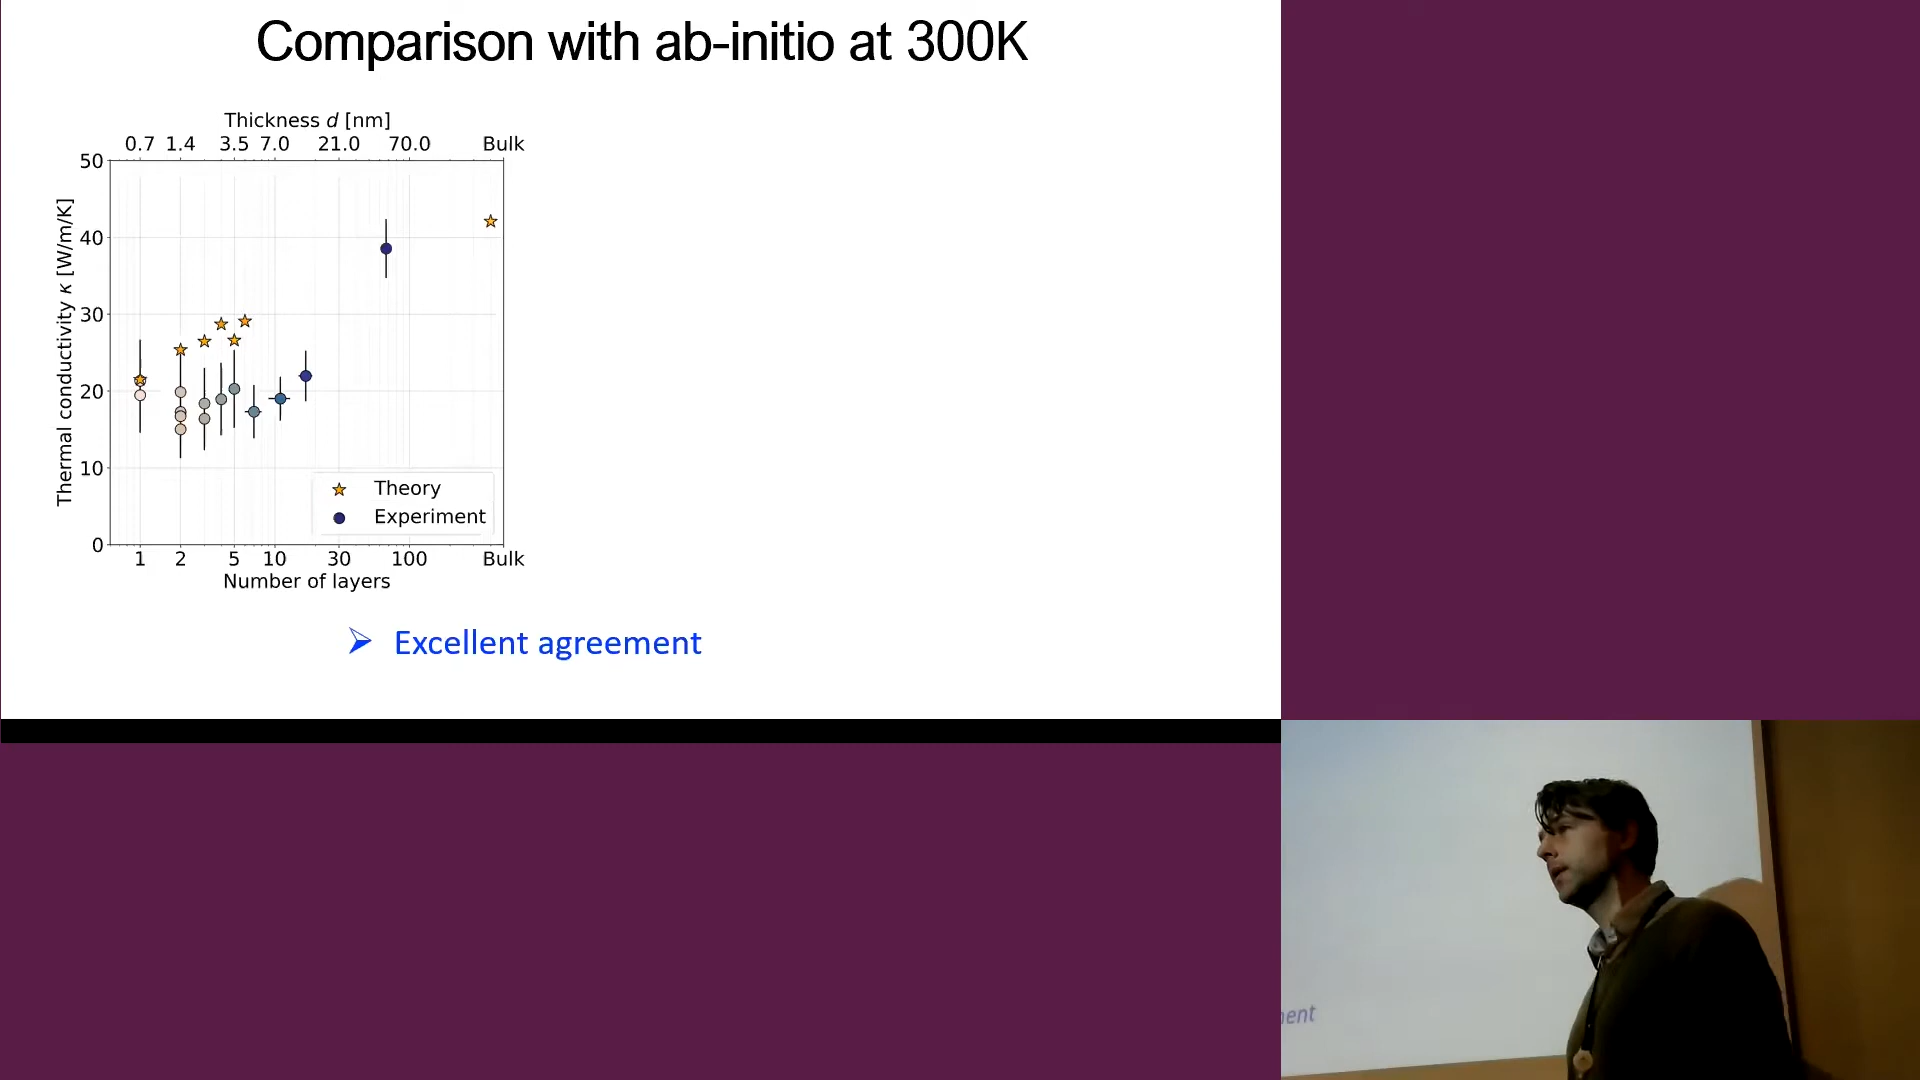 Comparison with ab-initio at 300K
Thickness d [nm]
0.7 1.4 3.5 7.0 21.0 70.0 Bulk
Thermal conductivity κ [W/m/K]
50
40
30
20
10
0
Theory
Experiment
1 2 5 10 30 100 Bulk
Number of layers
➢ Excellent agreement